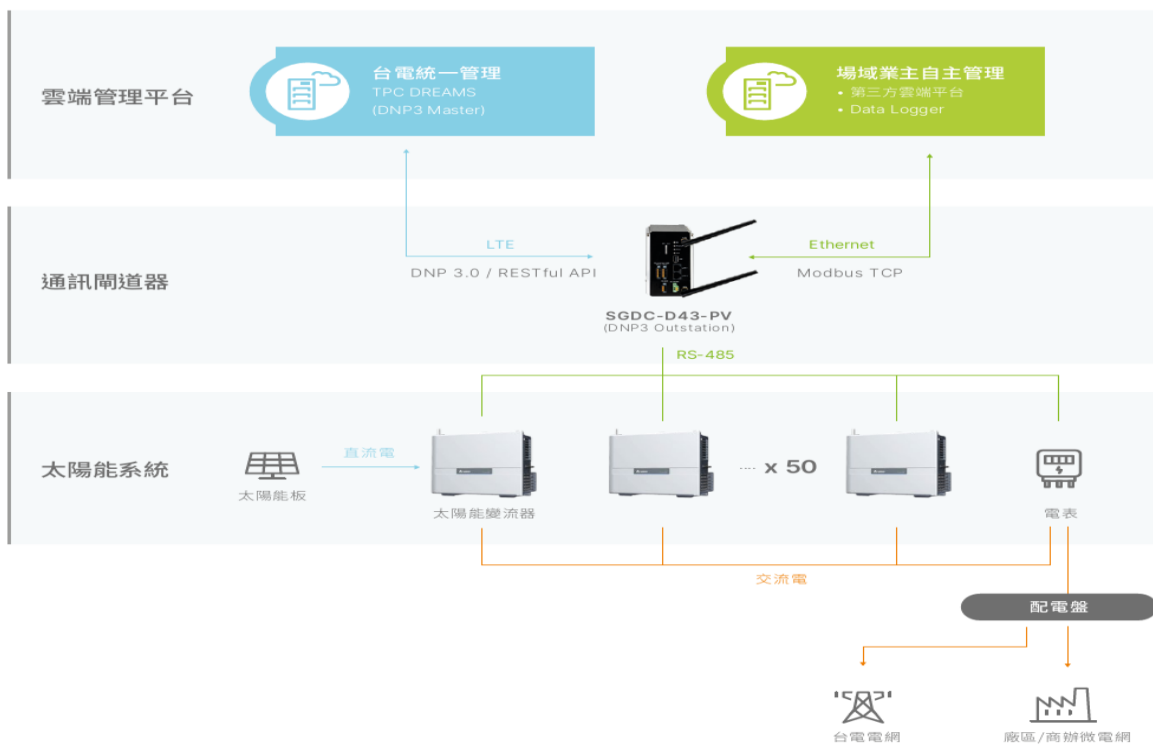 雲端管理平台
台電統一管理
TPC DREAMS
(DNP3 Master)
場域業主自主管理
• 第三方雲端平台
• Data Logger
通訊閘道器
LTE
DNP 3.0 / RESTful API
Ethernet
Modbus TCP
SGDC-D43-PV
(DNP3 Outstation)
RS-485
太陽能系統
太陽能板
直流電
太陽能變流器
.... x 50
電表
交流電
配電盤
台電電網
廠區/商辦微電網